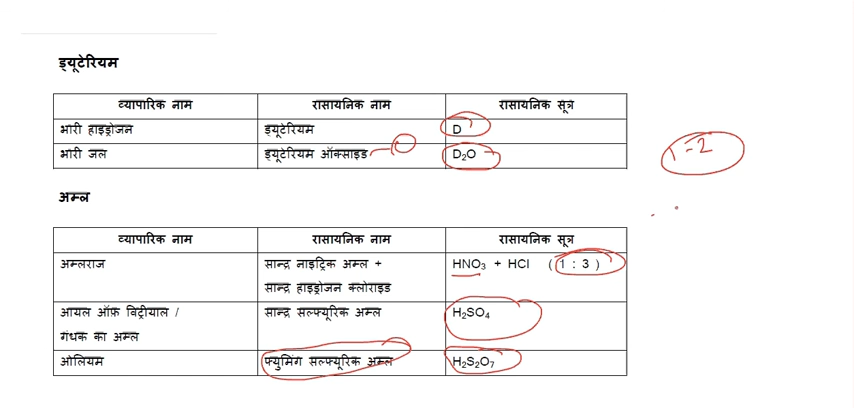 ड्यूटेरियम
व्यापारिक नाम रासायनिक नाम रासायनिक सूत्र
भारी हाइड्रोजन ड्यूटेरियम D
भारी जल ड्यूटेरियम ऑक्साइड D₂O
1 = 2
अम्ल
व्यापारिक नाम रासायनिक नाम रासायनिक सूत्र
अम्लराज सान्द्र नाइट्रिक अम्ल + HNO₃ + HCl ( 1 : 3 )
सान्द्र हाइड्रोजन क्लोराइड
आयल ऑफ़ विट्रीयाल / सान्द्र सल्फ्यूरिक अम्ल H₂SO₄
गंधक का अम्ल
ओलियम फ्युमिंग सल्फ्यूरिक अम्ल H₂S₂O₇